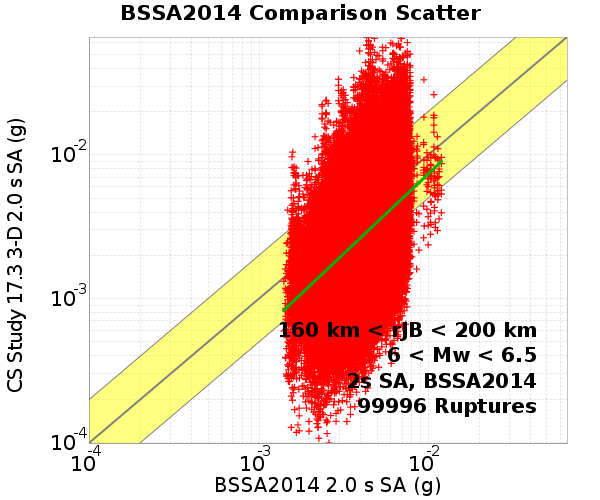 BSSA2014 Comparison Scatter
CS Study 17.3 3-D 2.0 s SA (g)
10-2
10-3
10-4
160 km < rJB < 200 km
6 < Mw < 6.5
2s SA, BSSA2014
99996 Ruptures
10-4 10-3 10-2
BSSA2014 2.0 s SA (g)